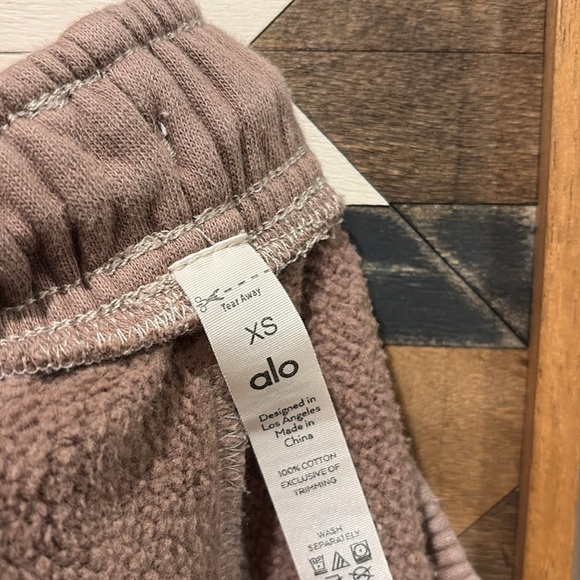 Tear Away
XS
alo
Designed in
Los Angeles
Made in
China
100% COTTON
EXCLUSIVE OF
TRIMMING
WASH
SEPARATELY